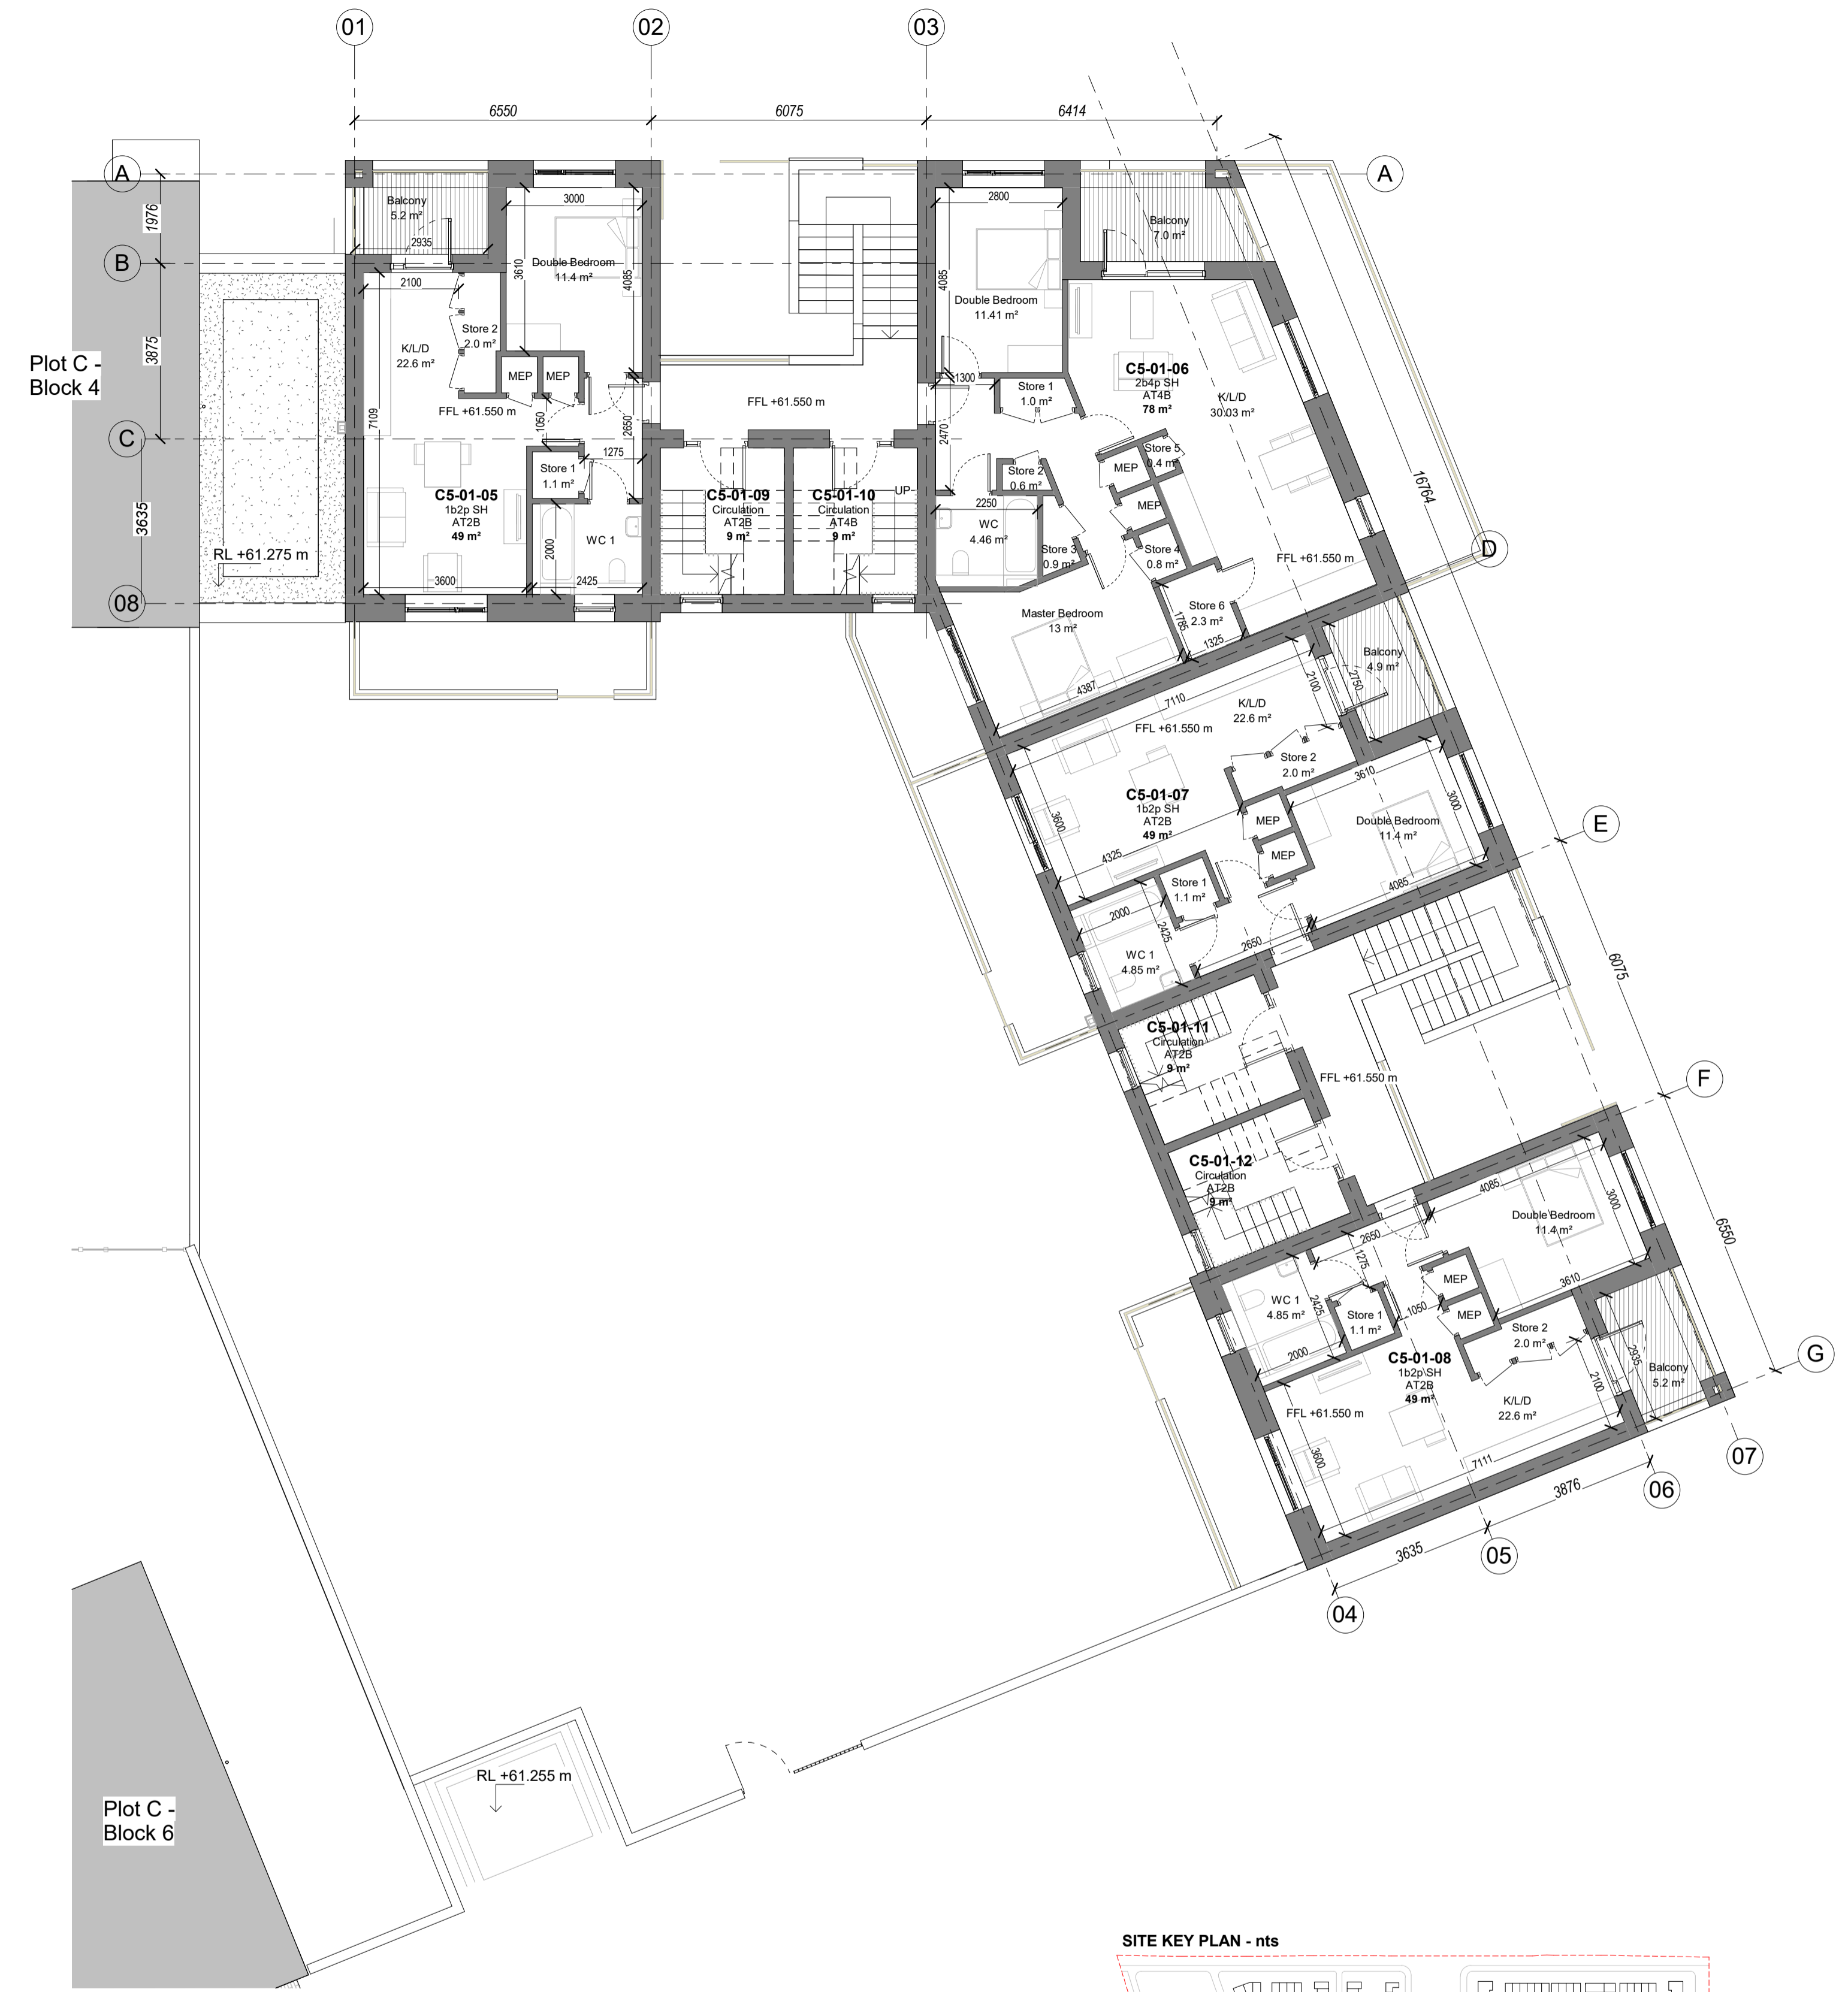 01
02
03
6550
6075
6414
A
A
1976
B
3875
C
3635
08
Plot C -
Block 4
RL +61.275 m
Balcony
5.2 m²
2935
3000
3610
4085
Double Bedroom
11.4 m²
2100
Store 2
2.0 m²
K/L/D
22.6 m²
MEP
MEP
FFL +61.550 m
7109
1050
2650
1275
Store 1
1.1 m²
C5-01-05
1b2p SH
AT2B
49 m²
WC 1
2000
3600
2425
FFL +61.550 m
C5-01-09
Circulation
AT2B
9 m²
C5-01-10
Circulation
AT4B
9 m²
UP
2800
4085
Double Bedroom
11.41 m²
Balcony
7.0 m²
1300
Store 1
1.0 m²
C5-01-06
2b4p SH
AT4B
78 m²
K/L/D
30.03 m²
2470
Store 2
0.6 m²
MEP
Store 5
0.4 m²
MEP
2250
WC
4.46 m²
Store 3
0.9 m²
Store 4
0.8 m²
FFL +61.550 m
Store 6
2.3 m²
1785
1325
Master Bedroom
13 m²
4387
16764
D
7110
2100
Balcony
4.9 m²
2750
K/L/D
22.6 m²
FFL +61.550 m
Store 2
2.0 m²
3610
3000
C5-01-07
1b2p SH
AT2B
49 m²
3600
4325
MEP
MEP
Double Bedroom
11.4 m²
4085
E
Store 1
1.1 m²
2000
2425
2650
WC 1
4.85 m²
6075
C5-01-11
Circulation
AT2B
9 m²
FFL +61.550 m
F
C5-01-12
Circulation
AT2B
9 m²
4085
3000
Double Bedroom
11.4 m²
6550
2650
1275
3610
MEP
MEP
1050
WC 1
4.85 m²
2425
Store 1
1.1 m²
2000
Store 2
2.0 m²
2935
2100
Balcony
5.2 m²
G
C5-01-08
1b2p SH
AT2B
49 m²
K/L/D
22.6 m²
FFL +61.550 m
3600
7111
07
06
3876
05
3635
04
RL +61.255 m
Plot C -
Block 6
SITE KEY PLAN - nts